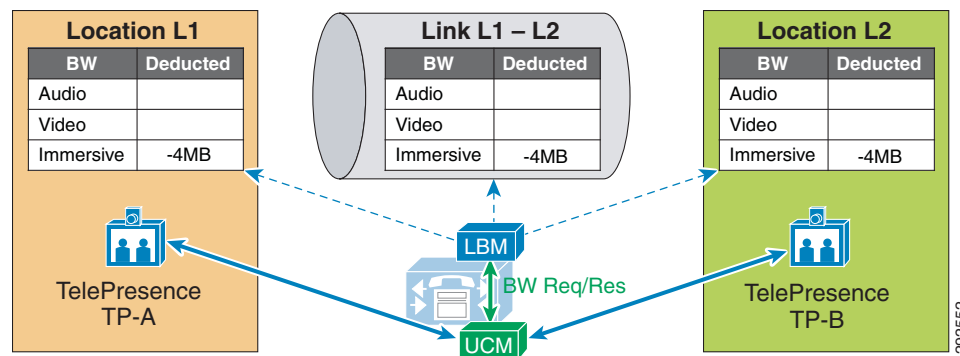 Location L1
BW Deducted
Audio
Video
Immersive -4MB
TelePresence
TP-A
Link L1 – L2
BW Deducted
Audio
Video
Immersive -4MB
LBM
BW Req/Res
UCM
Location L2
BW Deducted
Audio
Video
Immersive -4MB
TelePresence
TP-B